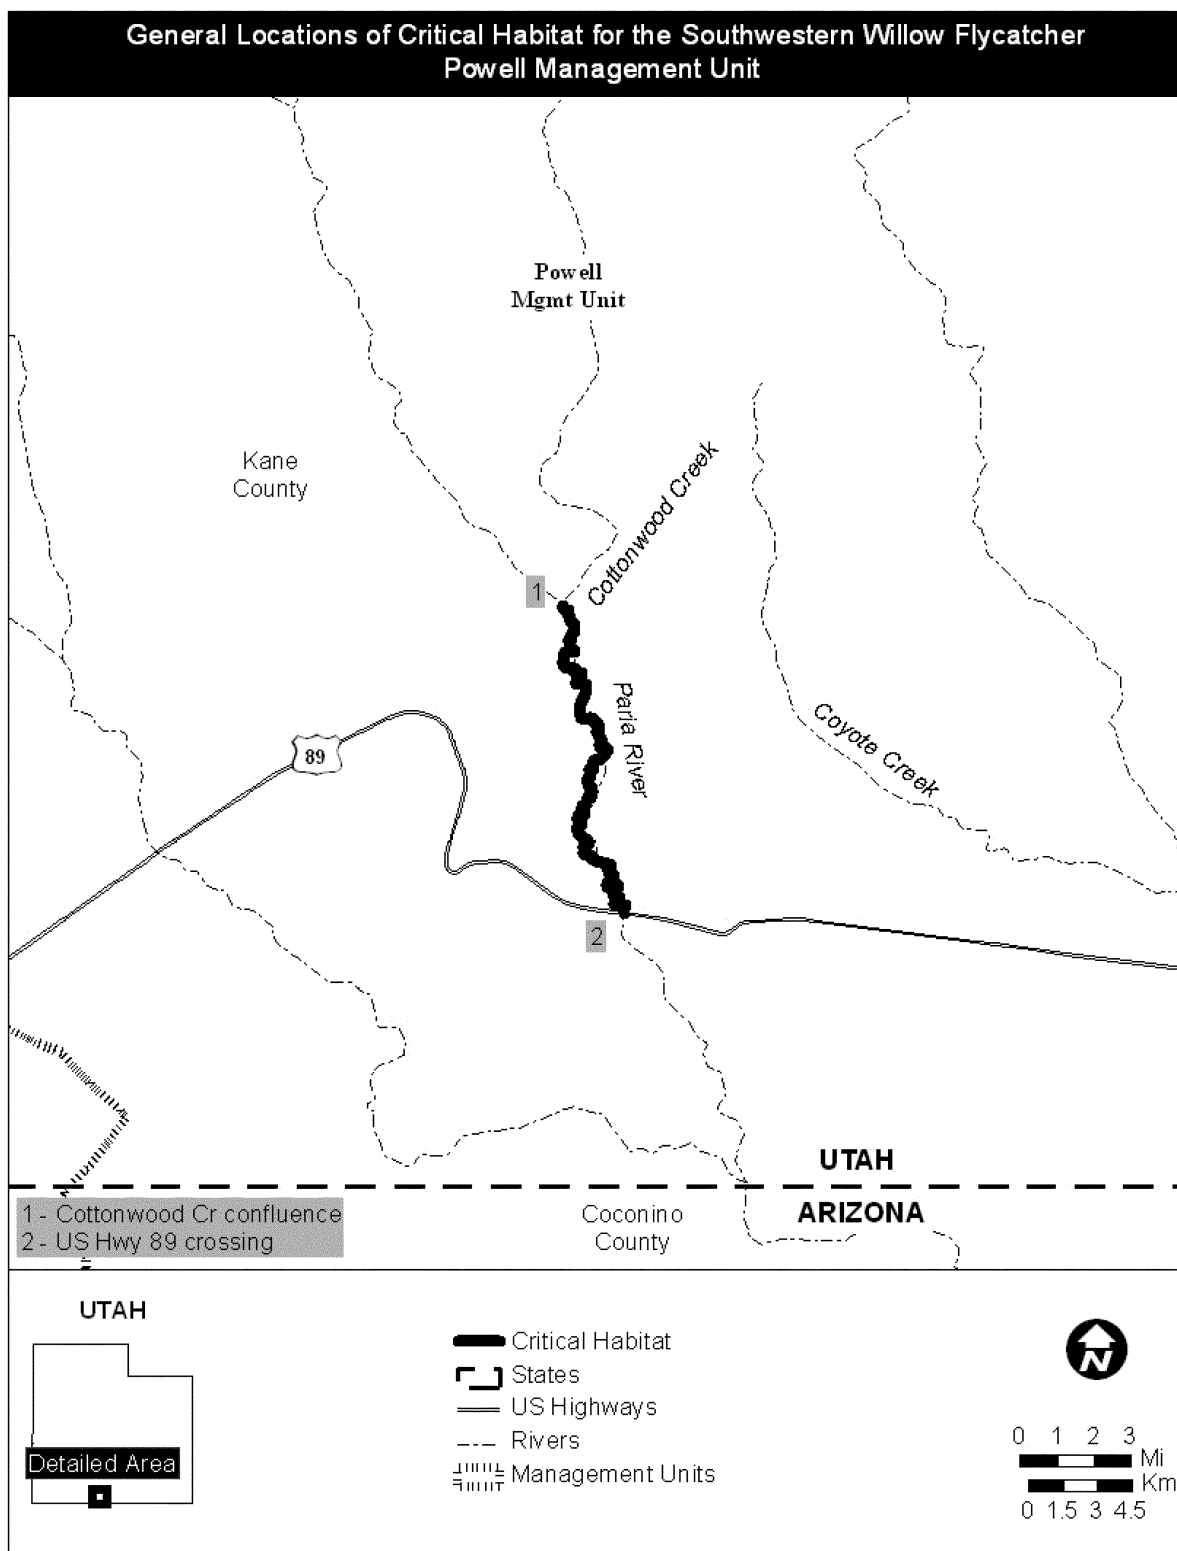 General Locations of Critical Habitat for the Southwestern Willow Flycatcher
Powell Management Unit
Powell
Mgmt Unit
Kane
County
Cottonwood Creek
1
Paria River
Coyote Creek
89
2
UTAH
ARIZONA
Coconino
County
1 - Cottonwood Cr confluence
2 - US Hwy 89 crossing
UTAH
Detailed Area
Critical Habitat
States
US Highways
Rivers
Management Units
N
0 1 2 3
Mi
Km
0 1.5 3 4.5